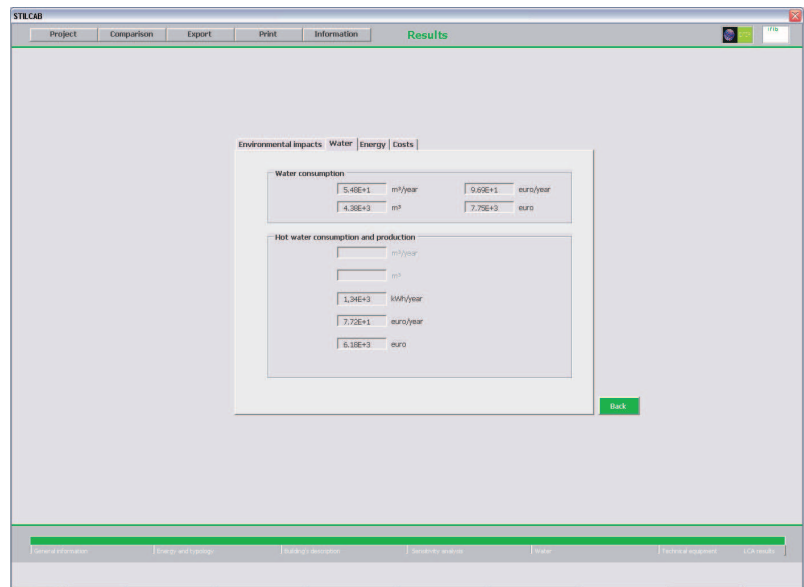 STILCAB
Project Comparison Export Print Information Results
Environmental impacts Water Energy Costs
Water consumption
5.48E+1 m³/year 9.69E+1 euro/year
4.38E+3 m³ 7.75E+3 euro
Hot water consumption and production
m³/year
m³
1,34E+3 kWh/year
7.72E+1 euro/year
6.18E+3 euro
Back
General information Energy and typology Building's description Sensitivity analysis Water Technical equipment LCA results